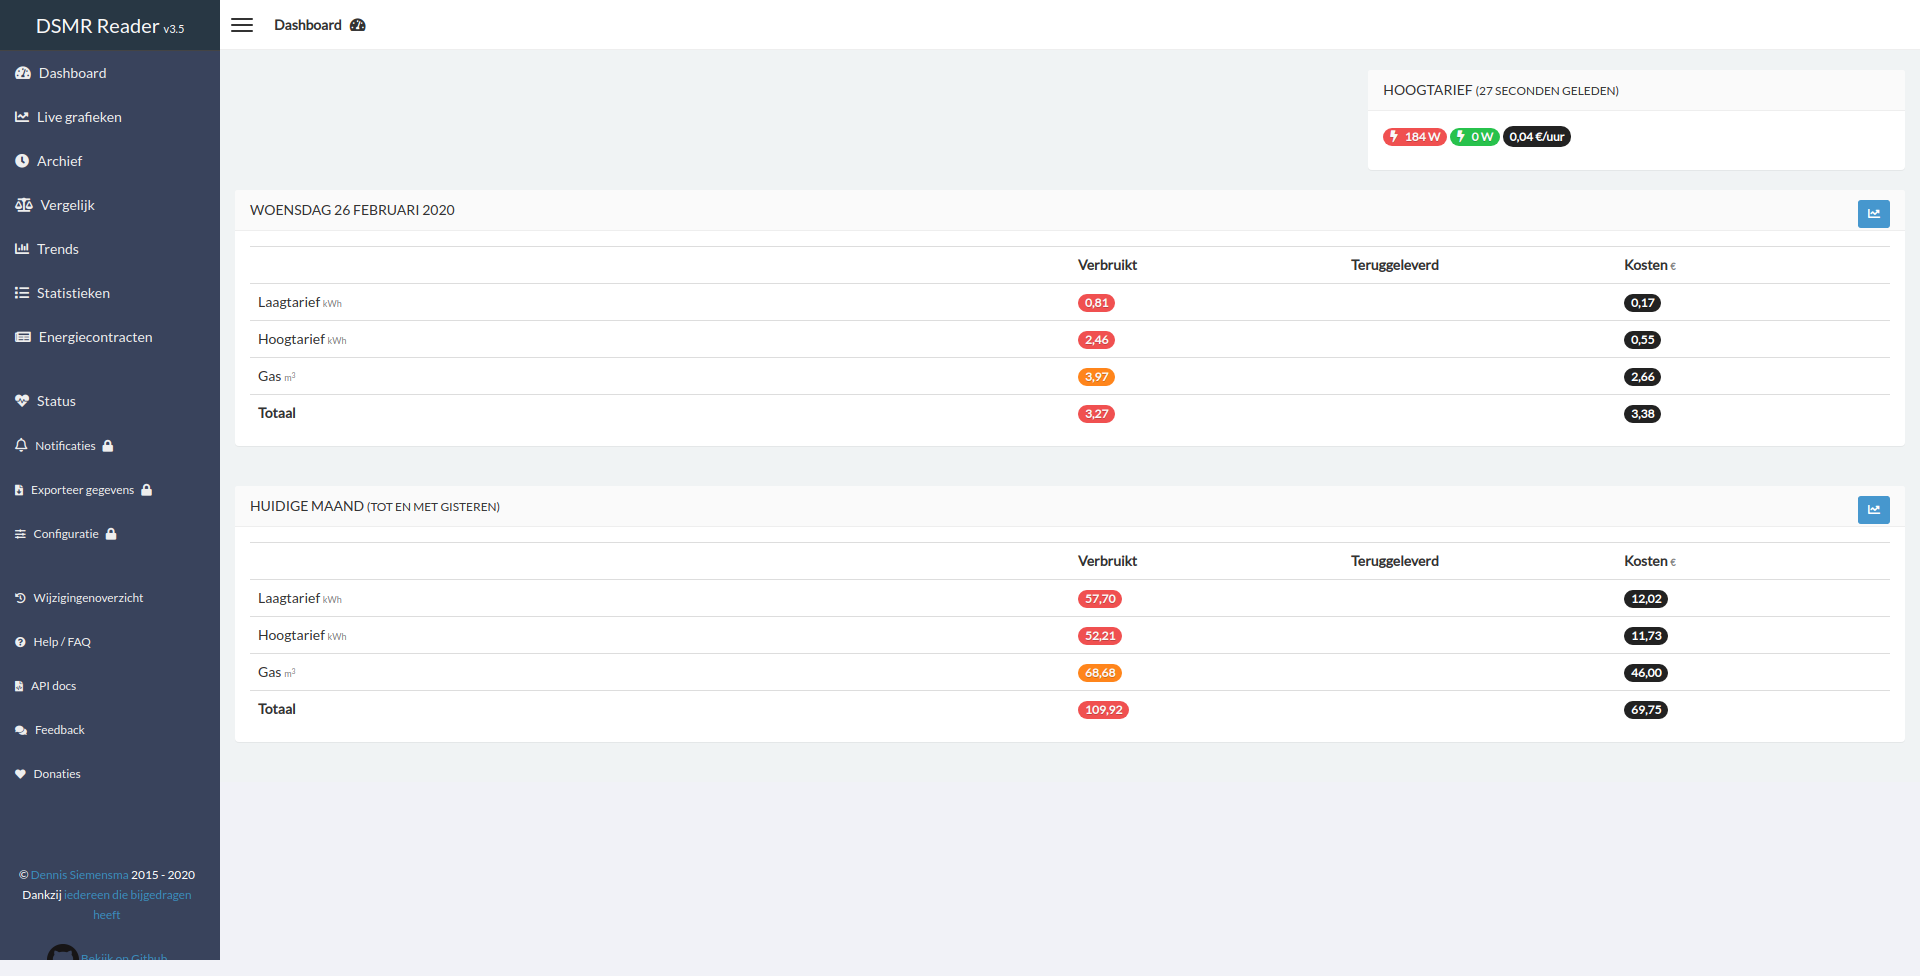 DSMR Reader v3.5
Dashboard
Live grafieken
Archief
Vergelijk
Trends
Statistieken
Energiecontracten
Status
Notificaties
Exporteer gegevens
Configuratie
Wijzigingenoverzicht
Help / FAQ
API docs
Feedback
Donaties
© Dennis Siemensma 2015 - 2020
Dankzij iedereen die bijgedragen
heeft
Bekijk op Github
Dashboard
HOOGTARIEF (27 SECONDEN GELEDEN)
184 W 0 W 0,04 €/uur
WOENSDAG 26 FEBRUARI 2020
Verbruikt Teruggeleverd Kosten €
Laagtarief kWh 0,81 0,17
Hoogtarief kWh 2,46 0,55
Gas m³ 3,97 2,66
Totaal 3,27 3,38
HUIDIGE MAAND (TOT EN MET GISTEREN)
Verbruikt Teruggeleverd Kosten €
Laagtarief kWh 57,70 12,02
Hoogtarief kWh 52,21 11,73
Gas m³ 68,68 46,00
Totaal 109,92 69,75